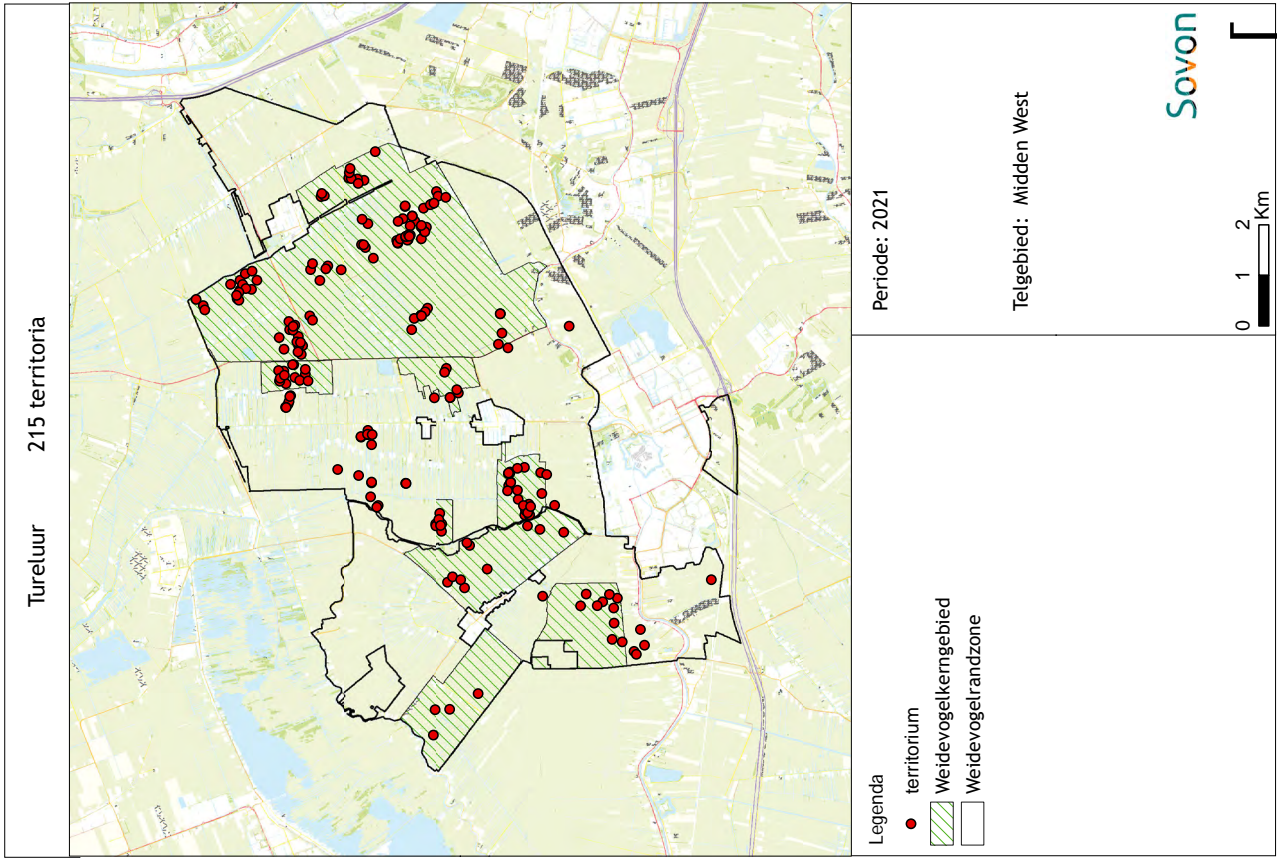 Tureluur 215 territoria
Legenda
territorium
Weidevogelkerngebied
Weidevogelrandzone
Periode: 2021
Telgebied: Midden West
0 1 2
Km
Sovon